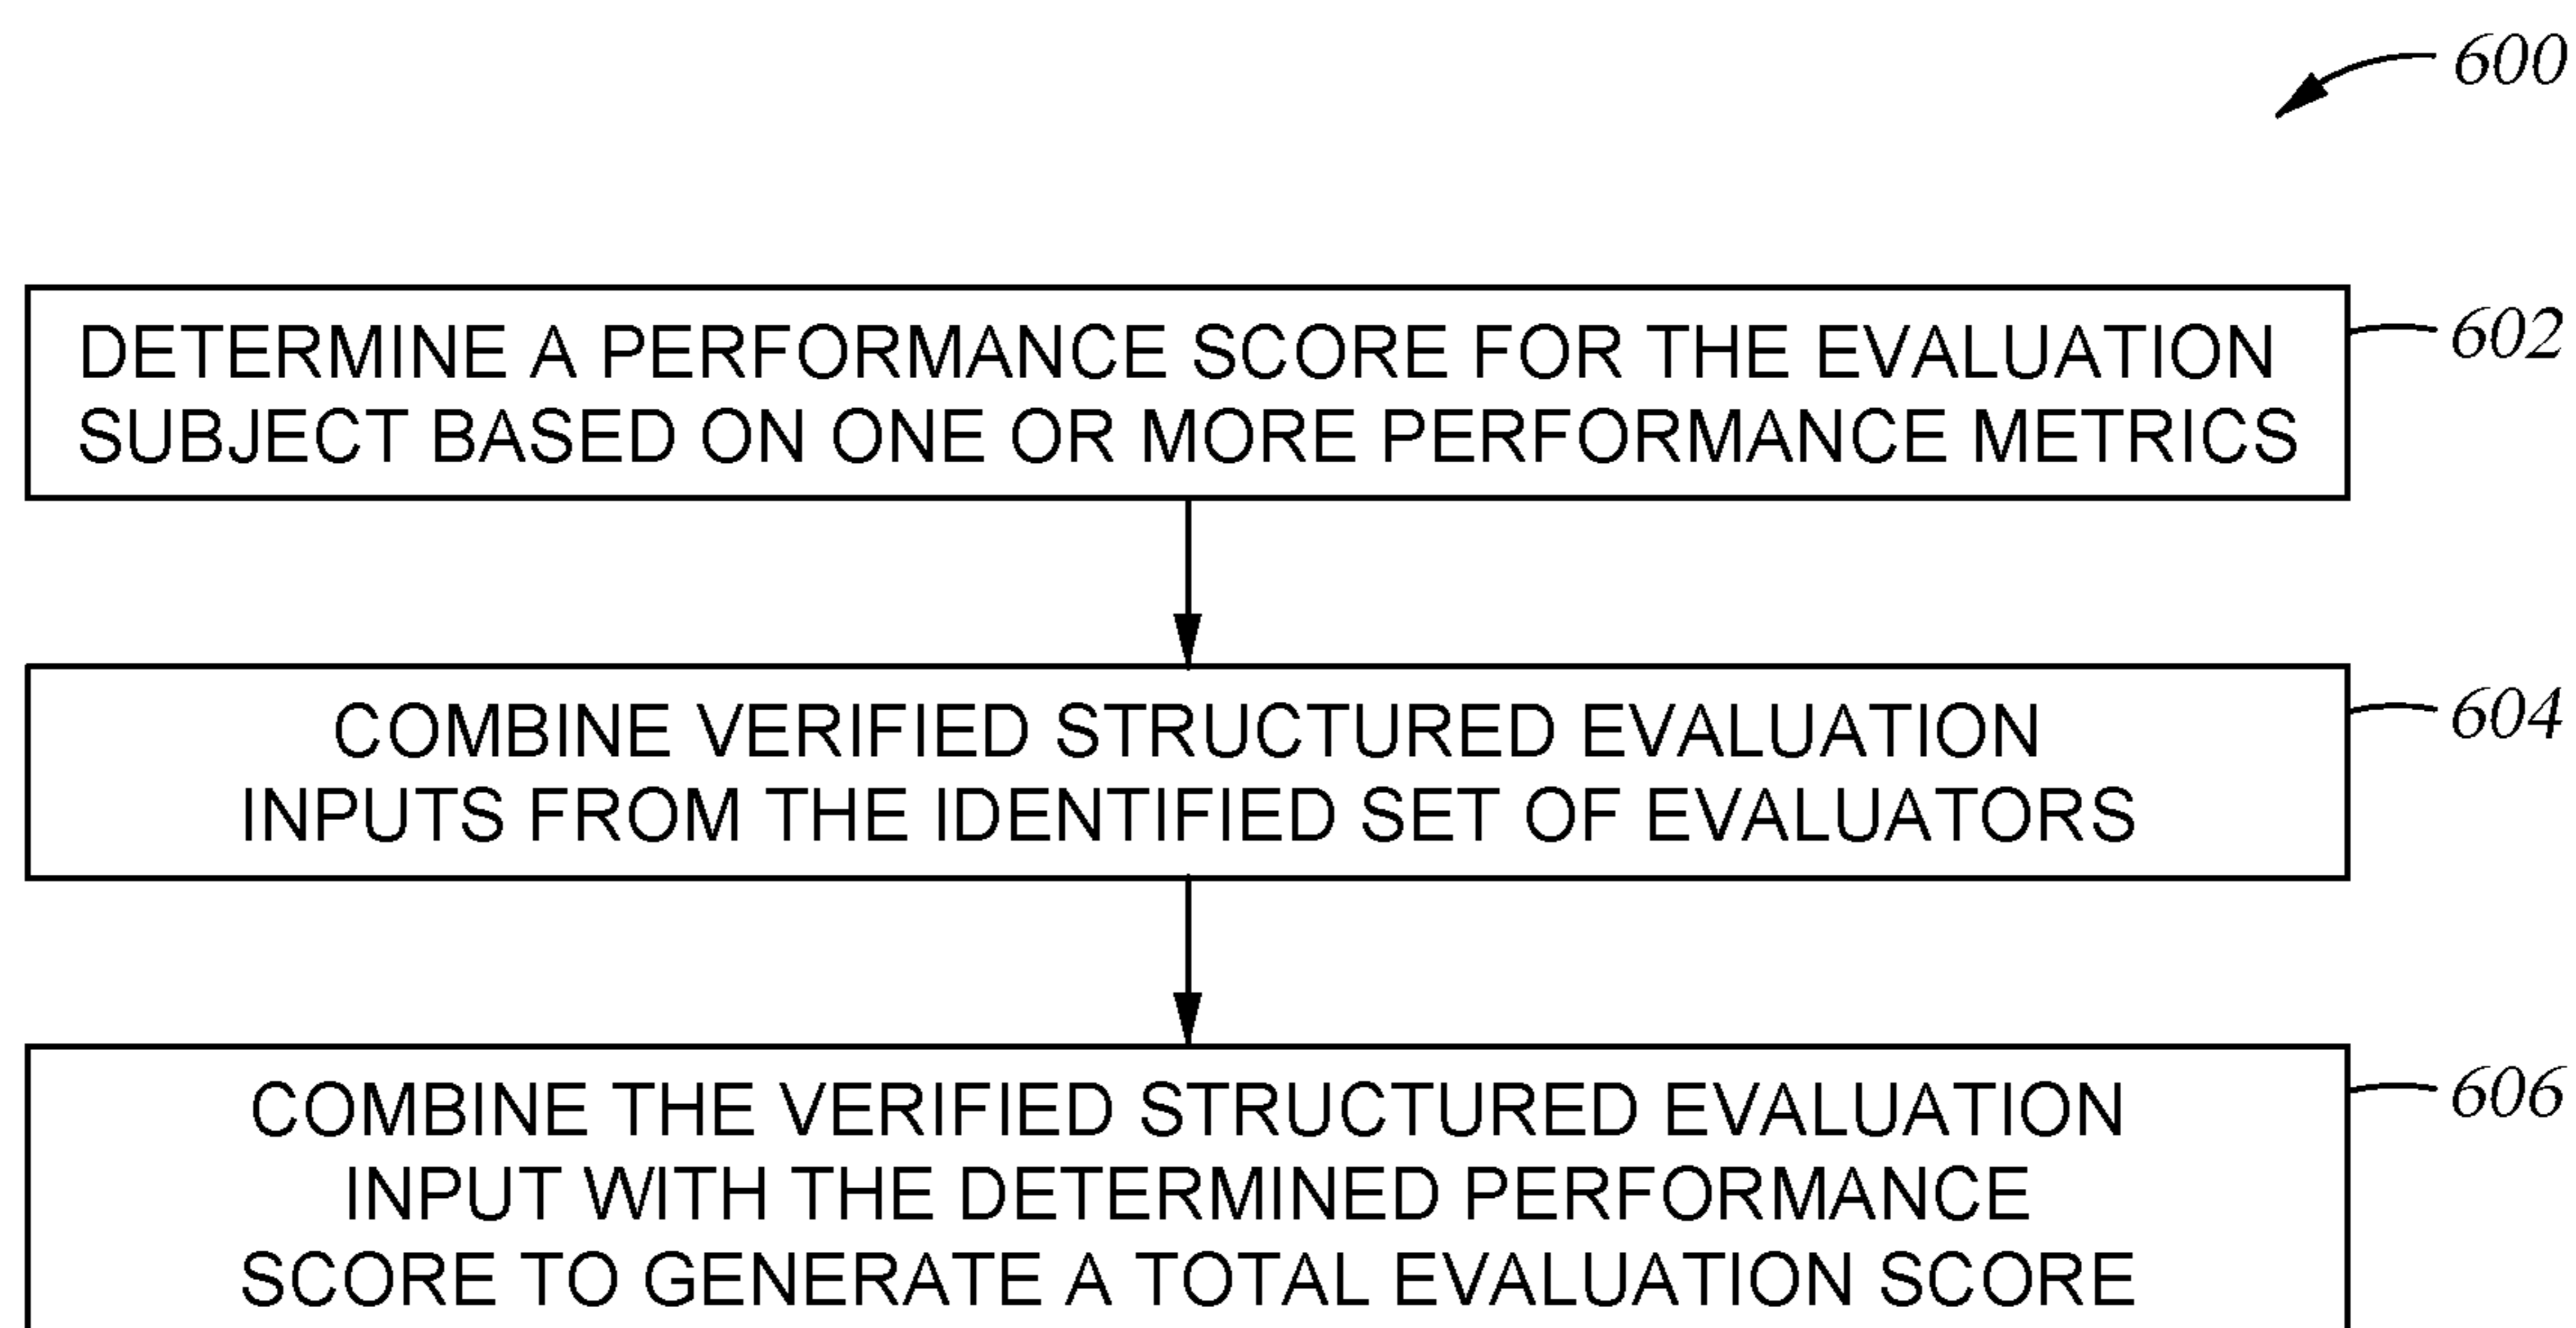 600
DETERMINE A PERFORMANCE SCORE FOR THE EVALUATION
SUBJECT BASED ON ONE OR MORE PERFORMANCE METRICS
602
COMBINE VERIFIED STRUCTURED EVALUATION
INPUTS FROM THE IDENTIFIED SET OF EVALUATORS
604
COMBINE THE VERIFIED STRUCTURED EVALUATION
INPUT WITH THE DETERMINED PERFORMANCE
SCORE TO GENERATE A TOTAL EVALUATION SCORE
606